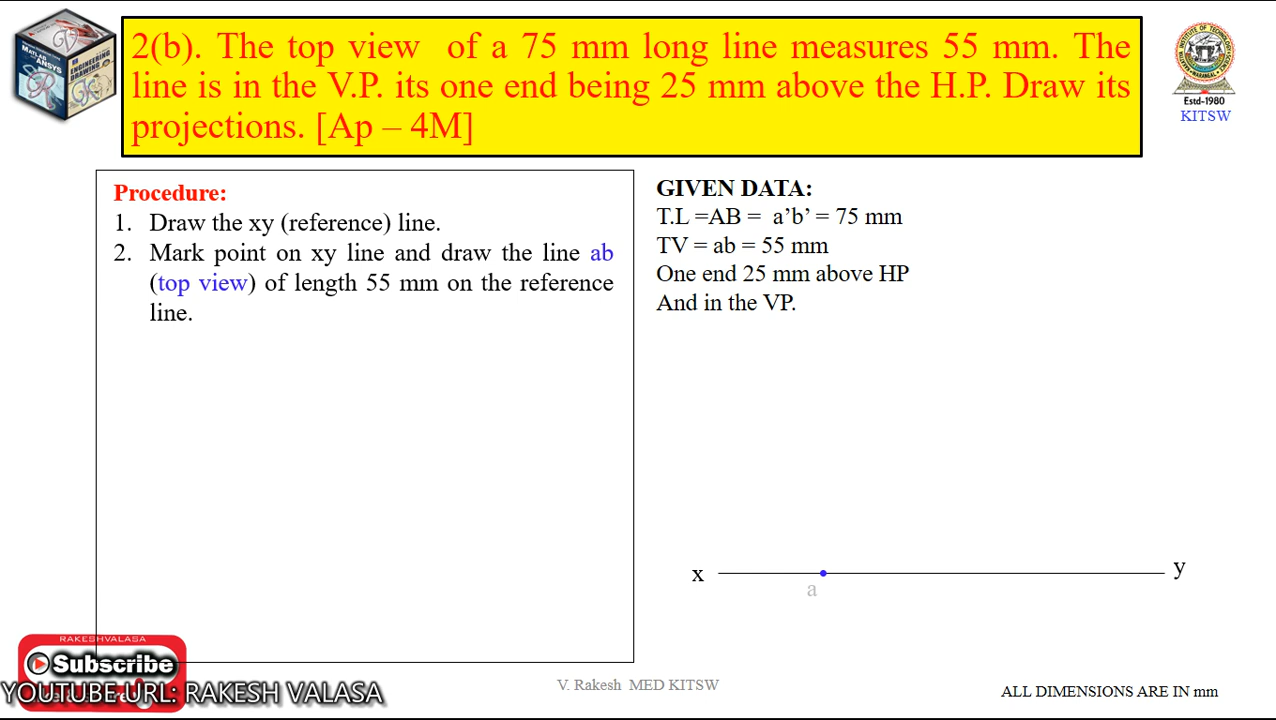 2(b). The top view of a 75 mm long line measures 55 mm. The
line is in the V.P. its one end being 25 mm above the H.P. Draw its
projections. [Ap – 4M]
Estd-1980
KITSW
Procedure:
1. Draw the xy (reference) line.
2. Mark point on xy line and draw the line ab
(top view) of length 55 mm on the reference
line.
GIVEN DATA:
T.L =AB = a’b’ = 75 mm
TV = ab = 55 mm
One end 25 mm above HP
And in the VP.
x
y
a
RAKESHVALASA
Subscribe
YOUTUBE URL: RAKESH VALASA
V. Rakesh MED KITSW
ALL DIMENSIONS ARE IN mm